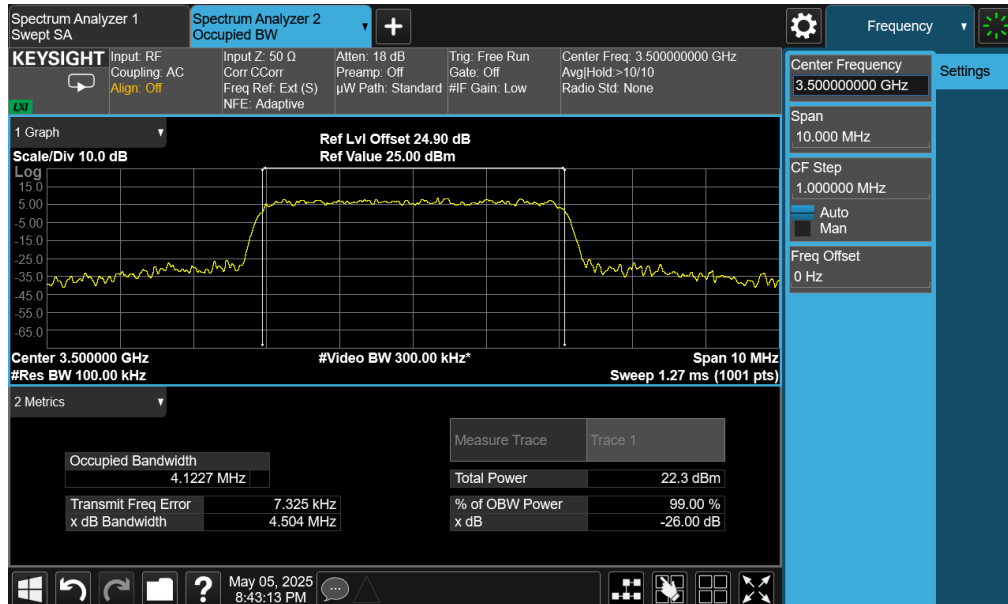 Spectrum Analyzer 1
Swept SA
Spectrum Analyzer 2
Occupied BW
Frequency
KEYSIGHT
LXI
Input: RF
Coupling: AC
Align: Off
Input Z: 50 Ω
Corr CCorr
Freq Ref: Ext (S)
NFE: Adaptive
Atten: 18 dB
Preamp: Off
µW Path: Standard
Trig: Free Run
Gate: Off
#IF Gain: Low
Center Freq: 3.500000000 GHz
Avg|Hold:>10/10
Radio Std: None
Center Frequency
3.500000000 GHz
Settings
Span
10.000 MHz
CF Step
1.000000 MHz
Auto
Man
Freq Offset
0 Hz
1 Graph
Scale/Div 10.0 dB
Ref Lvl Offset 24.90 dB
Ref Value 25.00 dBm
Log
15.0
5.00
-5.00
-15.0
-25.0
-35.0
-45.0
-55.0
-65.0
Center 3.500000 GHz
#Res BW 100.00 kHz
#Video BW 300.00 kHz*
Span 10 MHz
Sweep 1.27 ms (1001 pts)
2 Metrics
Measure Trace Trace 1
Occupied Bandwidth
4.1227 MHz
Total Power 22.3 dBm
Transmit Freq Error 7.325 kHz
% of OBW Power 99.00 %
x dB Bandwidth 4.504 MHz
x dB -26.00 dB
May 05, 2025
8:43:13 PM